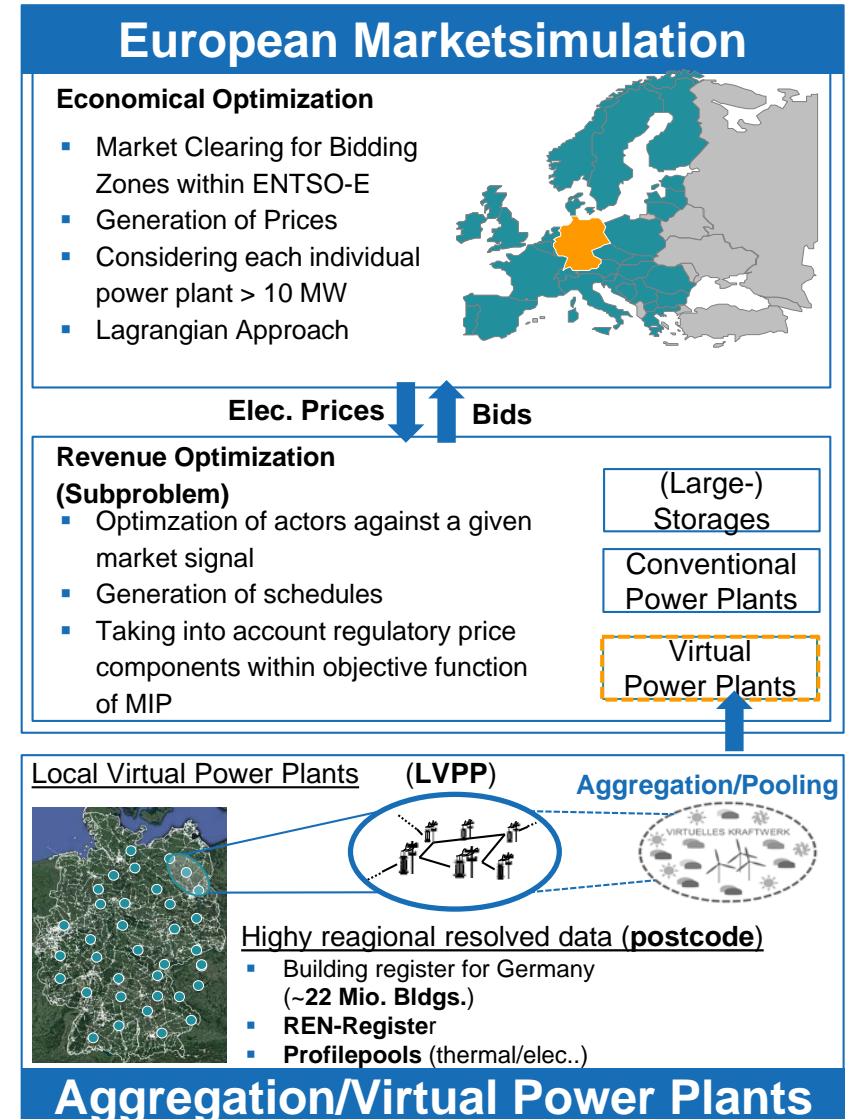 European Marketsimulation
Economical Optimization
▪ Market Clearing for Bidding
Zones within ENTSO-E
▪ Generation of Prices
▪ Considering each individual
power plant > 10 MW
▪ Lagrangian Approach
Elec. Prices
Bids
Revenue Optimization
(Subproblem)
▪ Optimzation of actors against a given
market signal
▪ Generation of schedules
▪ Taking into account regulatory price
components within objective function
of MIP
(Large-)
Storages
Conventional
Power Plants
Virtual
Power Plants
Local Virtual Power Plants (LVPP)
Aggregation/Pooling
VIRTUELLES KRAFTWERK
Highy reagional resolved data (postcode)
▪ Building register for Germany
(~22 Mio. Bldgs.)
▪ REN-Register
▪ Profilepools (thermal/elec..)
Aggregation/Virtual Power Plants